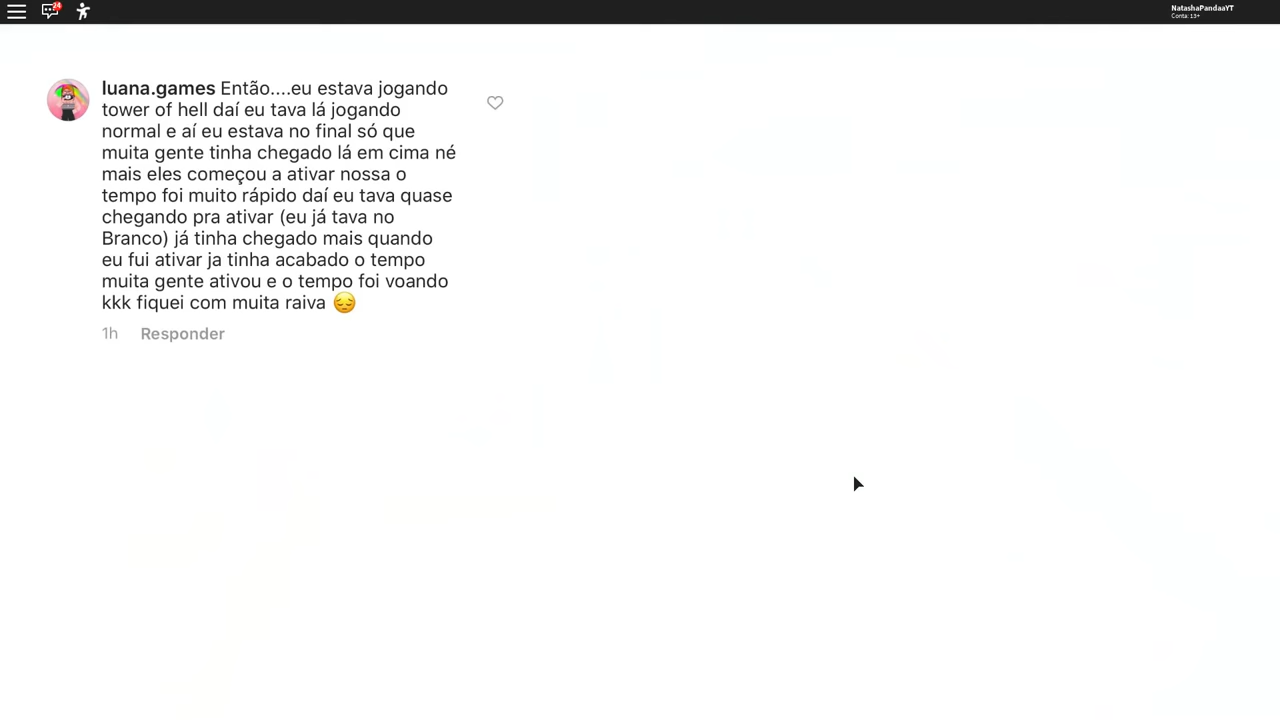 24
NatashaPandaaYT
Conta: 13+
luana.games Então....eu estava jogando
tower of hell daí eu tava lá jogando
normal e aí eu estava no final só que
muita gente tinha chegado lá em cima né
mais eles começou a ativar nossa o
tempo foi muito rápido daí eu tava quase
chegando pra ativar (eu já tava no
Branco) já tinha chegado mais quando
eu fui ativar ja tinha acabado o tempo
muita gente ativou e o tempo foi voando
kkk fiquei com muita raiva 😔
1h Responder